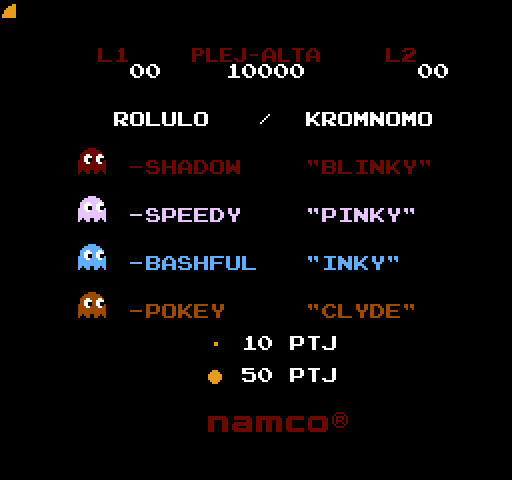 L1 PLEJ-ALTA L2
00 10000 00
ROLULO / KROMNOMO
-SHADOW "BLINKY"
-SPEEDY "PINKY"
-BASHFUL "INKY"
-POKEY "CLYDE"
10 PTJ
50 PTJ
namco®